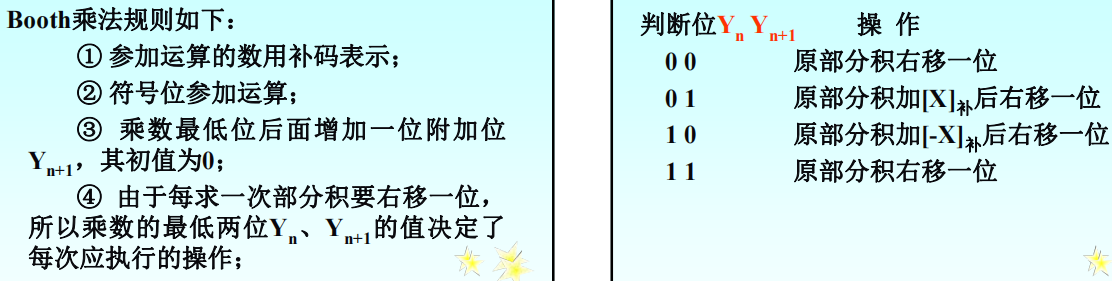 Booth乘法规则如下：
① 参加运算的数用补码表示；
② 符号位参加运算；
③ 乘数最低位后面增加一位附加位
Yn+1，其初值为0；
④ 由于每求一次部分积要右移一位，
所以乘数的最低两位Yn、Yn+1的值决定了
每次应执行的操作；
判断位Yn Yn+1 操 作
0 0 原部分积右移一位
0 1 原部分积加[X]补后右移一位
1 0 原部分积加[-X]补后右移一位
1 1 原部分积右移一位